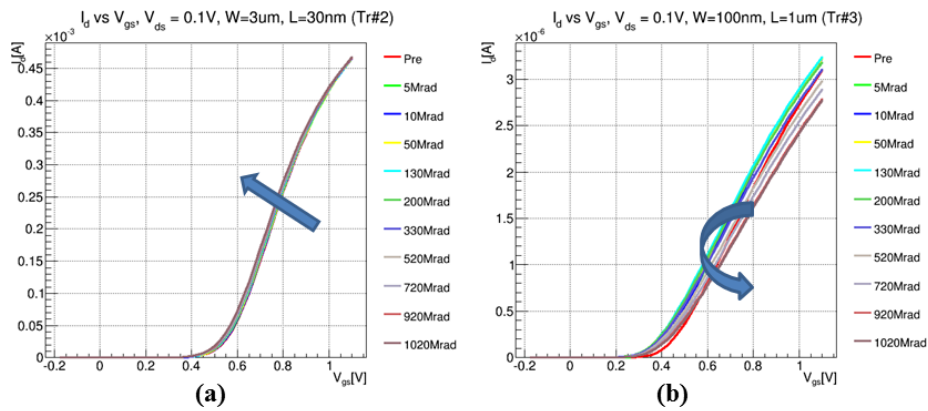 I_d vs V_gs, V_ds = 0.1V, W=3um, L=30nm (Tr#2)
×10^-3
I_d[A]
0.45
0.4
0.35
0.3
0.25
0.2
0.15
0.1
0.05
0
-0.2 0 0.2 0.4 0.6 0.8 1
V_gs[V]
Pre
5Mrad
10Mrad
50Mrad
130Mrad
200Mrad
330Mrad
520Mrad
720Mrad
920Mrad
1020Mrad
(a)
I_d vs V_gs, V_ds = 0.1V, W=100nm, L=1um (Tr#3)
×10^-6
I_d[A]
3
2.5
2
1.5
1
0.5
0
-0.2 0 0.2 0.4 0.6 0.8 1
V_gs[V]
Pre
5Mrad
10Mrad
50Mrad
130Mrad
200Mrad
330Mrad
520Mrad
720Mrad
920Mrad
1020Mrad
(b)